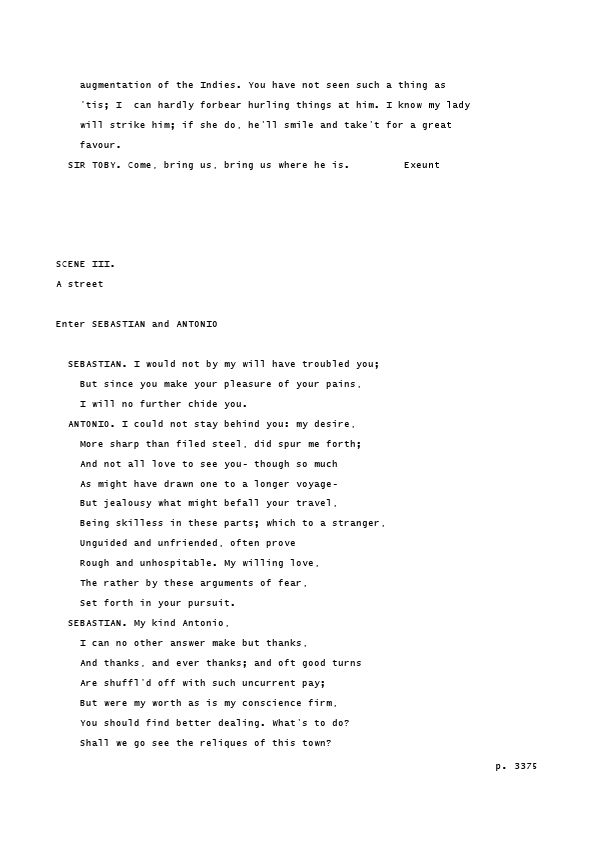 augmentation of the Indies. You have not seen such a thing as
'tis; I  can hardly forbear hurling things at him. I know my lady
will strike him; if she do, he'll smile and take't for a great
favour.
SIR TOBY. Come, bring us, bring us where he is.         Exeunt
SCENE III.
A street
Enter SEBASTIAN and ANTONIO
SEBASTIAN. I would not by my will have troubled you;
But since you make your pleasure of your pains,
I will no further chide you.
ANTONIO. I could not stay behind you: my desire,
More sharp than filed steel, did spur me forth;
And not all love to see you- though so much
As might have drawn one to a longer voyage-
But jealousy what might befall your travel,
Being skilless in these parts; which to a stranger,
Unguided and unfriended, often prove
Rough and unhospitable. My willing love,
The rather by these arguments of fear,
Set forth in your pursuit.
SEBASTIAN. My kind Antonio,
I can no other answer make but thanks,
And thanks, and ever thanks; and oft good turns
Are shuffl'd off with such uncurrent pay;
But were my worth as is my conscience firm,
You should find better dealing. What's to do?
Shall we go see the reliques of this town?
p. 3375